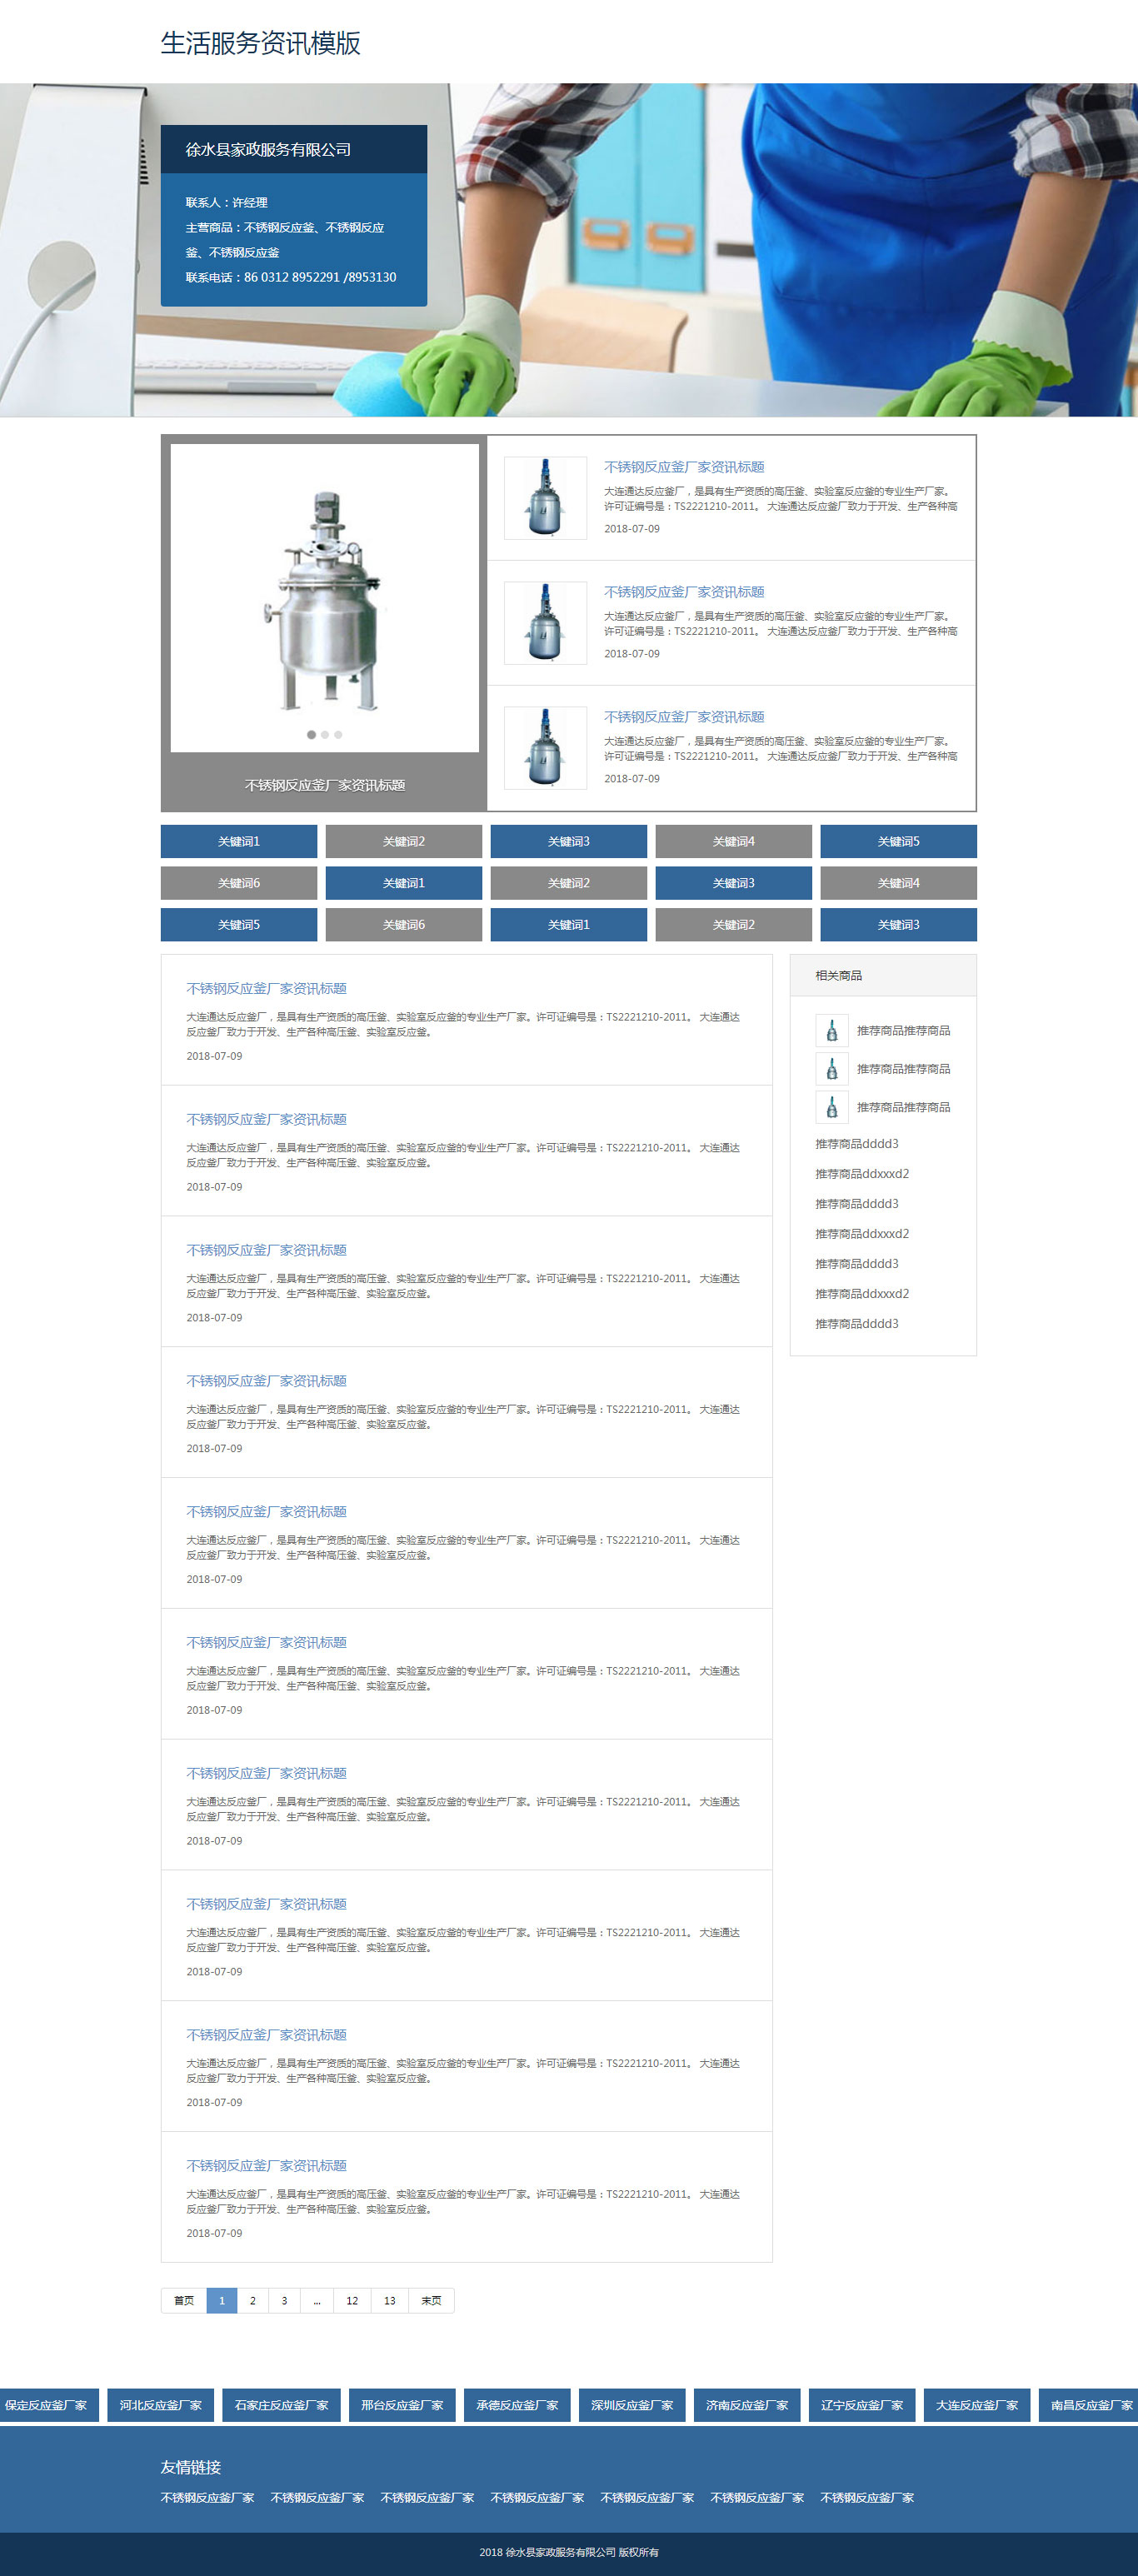 生活服务资讯模版
徐水县家政服务有限公司
联系人：许经理
主营商品：不锈钢反应釜、不锈钢反应
釜、不锈钢反应釜
联系电话：86 0312 8952291 /8953130
不锈钢反应釜厂家资讯标题
不锈钢反应釜厂家资讯标题
大连通达反应釜厂，是具有生产资质的高压釜、实验室反应釜的专业生产厂家。
许可证编号是：TS2221210-2011。 大连通达反应釜厂致力于开发、生产各种高
2018-07-09
不锈钢反应釜厂家资讯标题
大连通达反应釜厂，是具有生产资质的高压釜、实验室反应釜的专业生产厂家。
许可证编号是：TS2221210-2011。 大连通达反应釜厂致力于开发、生产各种高
2018-07-09
不锈钢反应釜厂家资讯标题
大连通达反应釜厂，是具有生产资质的高压釜、实验室反应釜的专业生产厂家。
许可证编号是：TS2221210-2011。 大连通达反应釜厂致力于开发、生产各种高
2018-07-09
关键词1 关键词2 关键词3 关键词4 关键词5
关键词6 关键词1 关键词2 关键词3 关键词4
关键词5 关键词6 关键词1 关键词2 关键词3
不锈钢反应釜厂家资讯标题
大连通达反应釜厂，是具有生产资质的高压釜、实验室反应釜的专业生产厂家。许可证编号是：TS2221210-2011。 大连通达
反应釜厂致力于开发、生产各种高压釜、实验室反应釜。
2018-07-09
不锈钢反应釜厂家资讯标题
大连通达反应釜厂，是具有生产资质的高压釜、实验室反应釜的专业生产厂家。许可证编号是：TS2221210-2011。 大连通达
反应釜厂致力于开发、生产各种高压釜、实验室反应釜。
2018-07-09
不锈钢反应釜厂家资讯标题
大连通达反应釜厂，是具有生产资质的高压釜、实验室反应釜的专业生产厂家。许可证编号是：TS2221210-2011。 大连通达
反应釜厂致力于开发、生产各种高压釜、实验室反应釜。
2018-07-09
不锈钢反应釜厂家资讯标题
大连通达反应釜厂，是具有生产资质的高压釜、实验室反应釜的专业生产厂家。许可证编号是：TS2221210-2011。 大连通达
反应釜厂致力于开发、生产各种高压釜、实验室反应釜。
2018-07-09
不锈钢反应釜厂家资讯标题
大连通达反应釜厂，是具有生产资质的高压釜、实验室反应釜的专业生产厂家。许可证编号是：TS2221210-2011。 大连通达
反应釜厂致力于开发、生产各种高压釜、实验室反应釜。
2018-07-09
不锈钢反应釜厂家资讯标题
大连通达反应釜厂，是具有生产资质的高压釜、实验室反应釜的专业生产厂家。许可证编号是：TS2221210-2011。 大连通达
反应釜厂致力于开发、生产各种高压釜、实验室反应釜。
2018-07-09
不锈钢反应釜厂家资讯标题
大连通达反应釜厂，是具有生产资质的高压釜、实验室反应釜的专业生产厂家。许可证编号是：TS2221210-2011。 大连通达
反应釜厂致力于开发、生产各种高压釜、实验室反应釜。
2018-07-09
不锈钢反应釜厂家资讯标题
大连通达反应釜厂，是具有生产资质的高压釜、实验室反应釜的专业生产厂家。许可证编号是：TS2221210-2011。 大连通达
反应釜厂致力于开发、生产各种高压釜、实验室反应釜。
2018-07-09
不锈钢反应釜厂家资讯标题
大连通达反应釜厂，是具有生产资质的高压釜、实验室反应釜的专业生产厂家。许可证编号是：TS2221210-2011。 大连通达
反应釜厂致力于开发、生产各种高压釜、实验室反应釜。
2018-07-09
不锈钢反应釜厂家资讯标题
大连通达反应釜厂，是具有生产资质的高压釜、实验室反应釜的专业生产厂家。许可证编号是：TS2221210-2011。 大连通达
反应釜厂致力于开发、生产各种高压釜、实验室反应釜。
2018-07-09
相关商品
推荐商品推荐商品
推荐商品推荐商品
推荐商品推荐商品
推荐商品dddd3
推荐商品ddxxxd2
推荐商品dddd3
推荐商品ddxxxd2
推荐商品dddd3
推荐商品ddxxxd2
推荐商品dddd3
首页 1 2 3 ... 12 13 末页
保定反应釜厂家 河北反应釜厂家 石家庄反应釜厂家 邢台反应釜厂家 承德反应釜厂家 深圳反应釜厂家 济南反应釜厂家 辽宁反应釜厂家 大连反应釜厂家 南昌反应釜厂家
友情链接
不锈钢反应釜厂家 不锈钢反应釜厂家 不锈钢反应釜厂家 不锈钢反应釜厂家 不锈钢反应釜厂家 不锈钢反应釜厂家 不锈钢反应釜厂家
2018 徐水县家政服务有限公司 版权所有